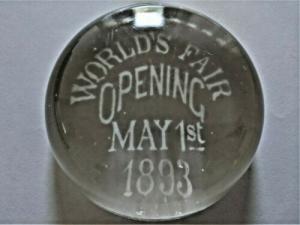 WORLD'S FAIR
OPENING
MAY 1st
1893